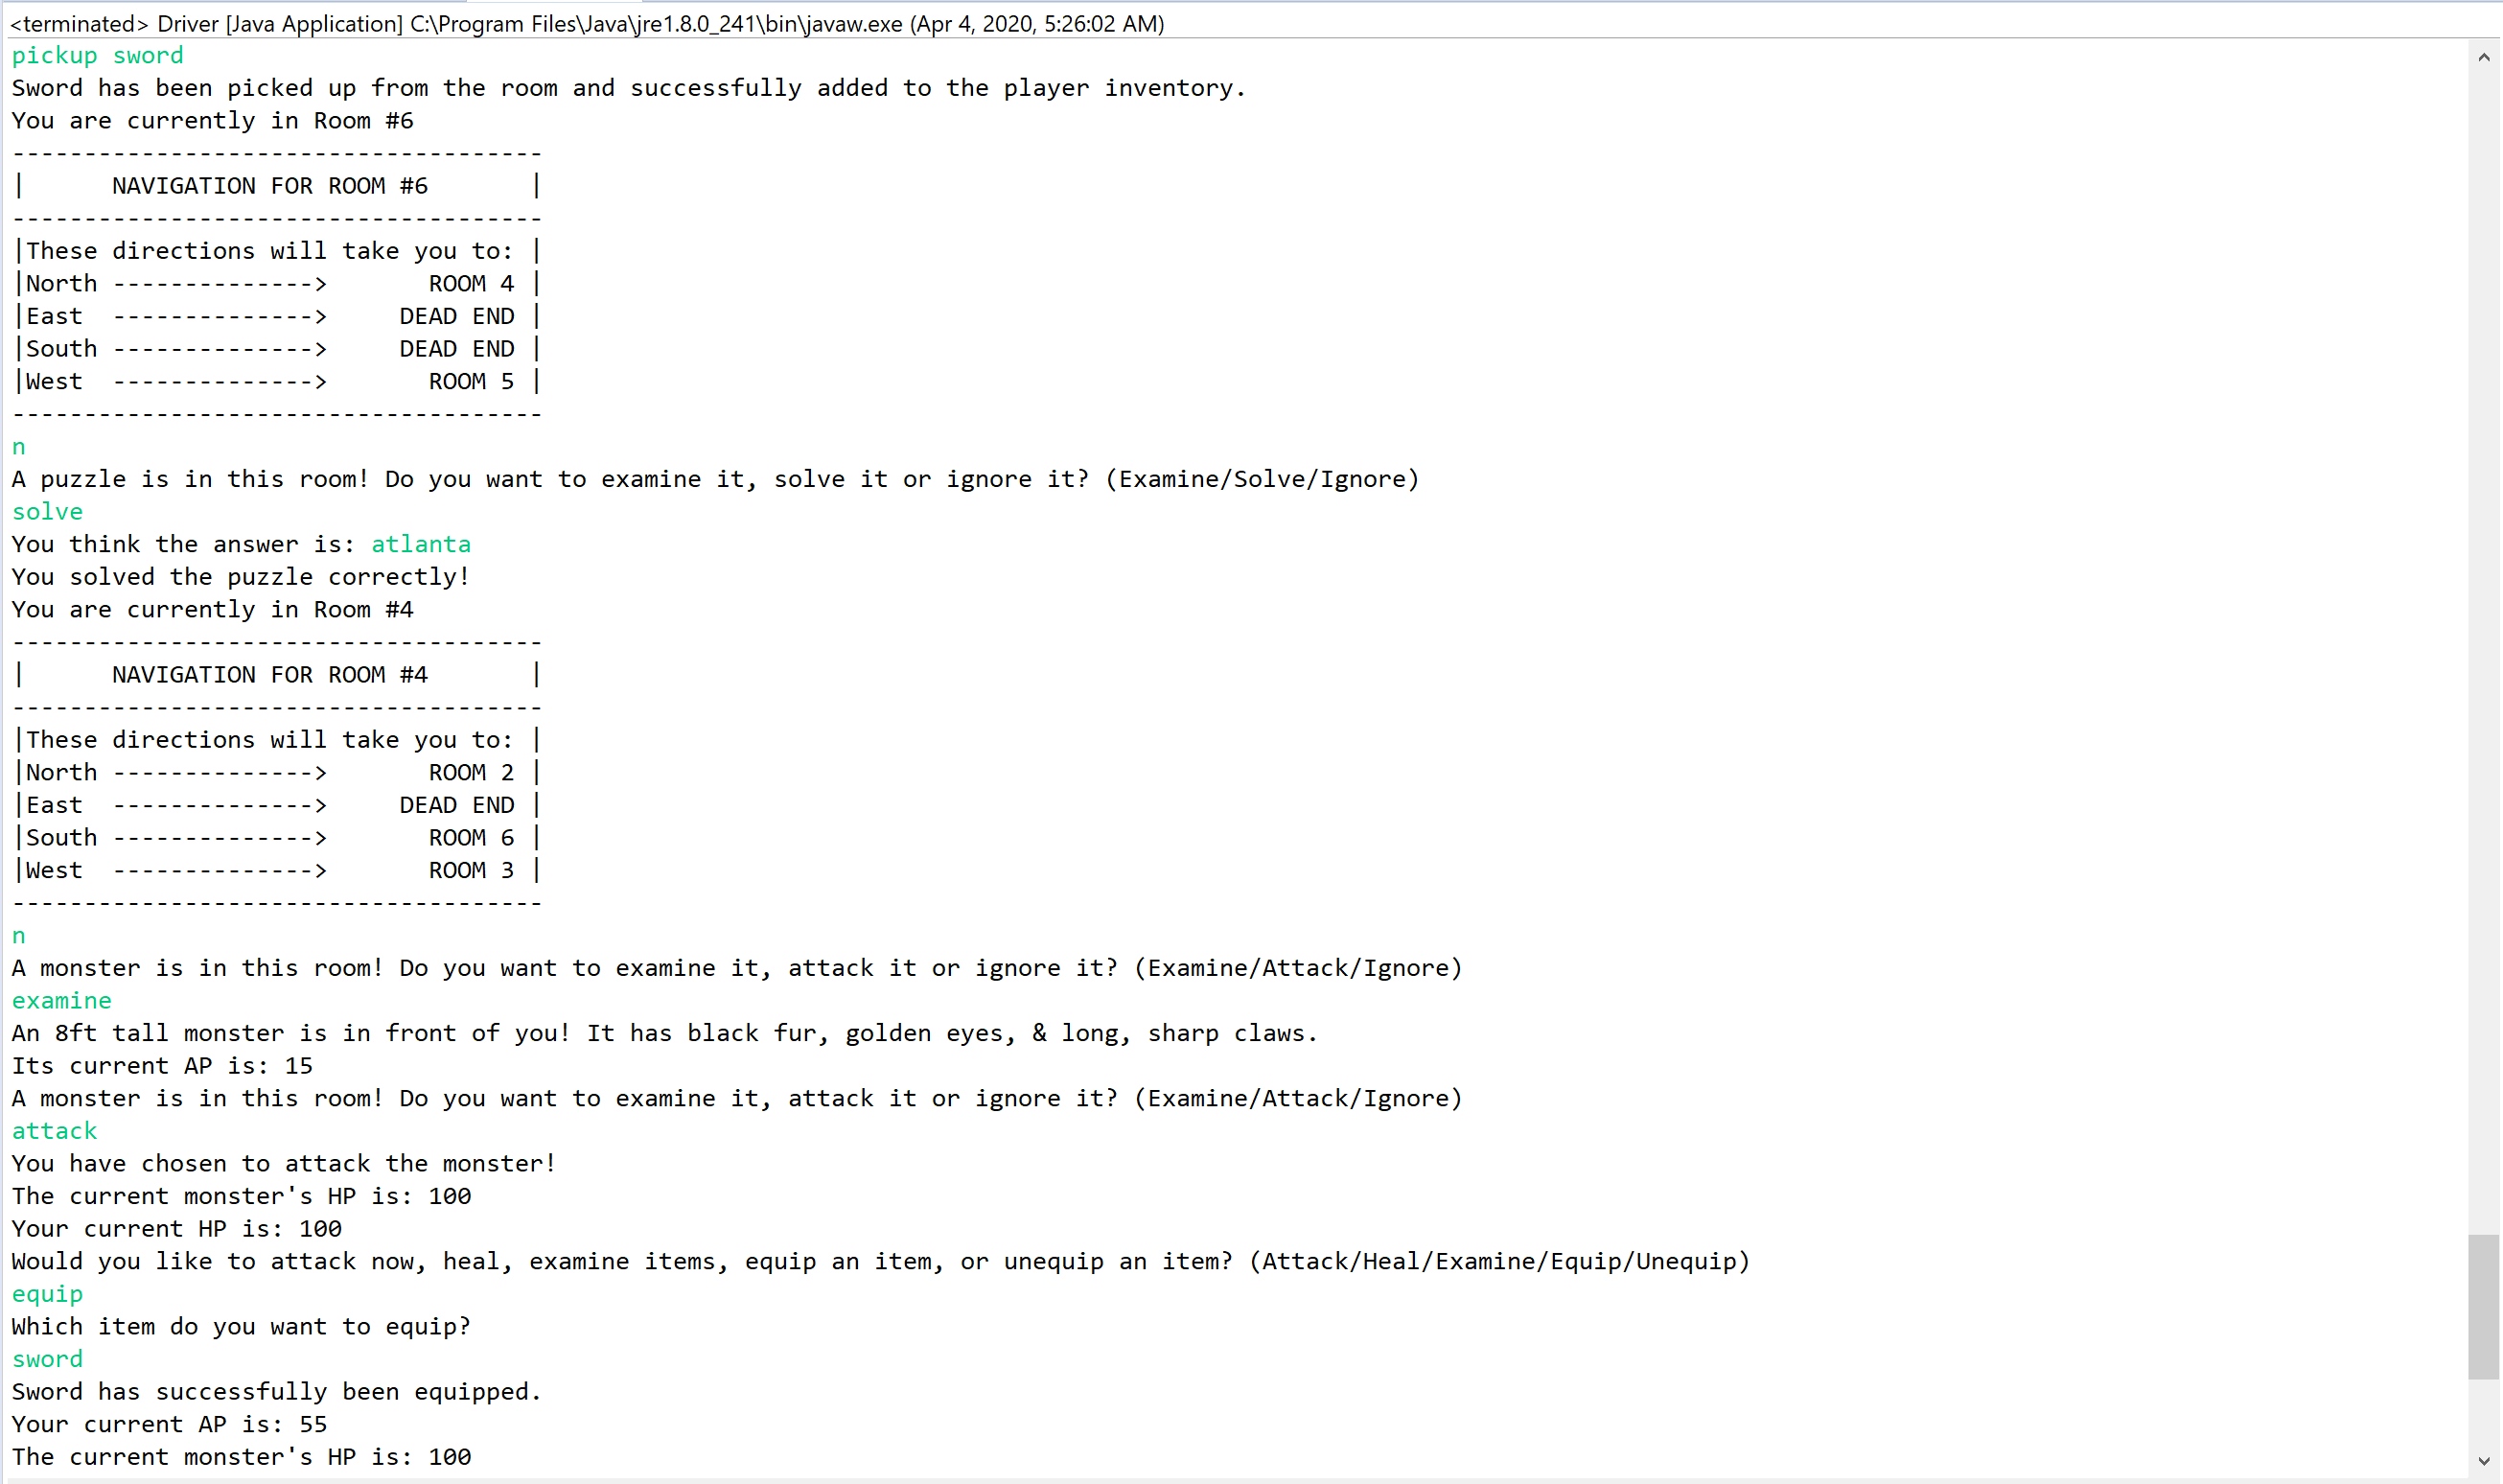 <terminated> Driver [Java Application] C:\Program Files\Java\jre1.8.0_241\bin\javaw.exe (Apr 4, 2020, 5:26:02 AM)
pickup sword
Sword has been picked up from the room and successfully added to the player inventory.
You are currently in Room #6
-------------------------------------
|      NAVIGATION FOR ROOM #6       |
-------------------------------------
|These directions will take you to: |
|North -------------->       ROOM 4 |
|East  -------------->     DEAD END |
|South -------------->     DEAD END |
|West  -------------->       ROOM 5 |
-------------------------------------
n
A puzzle is in this room! Do you want to examine it, solve it or ignore it? (Examine/Solve/Ignore)
solve
You think the answer is: atlanta
You solved the puzzle correctly!
You are currently in Room #4
-------------------------------------
|      NAVIGATION FOR ROOM #4       |
-------------------------------------
|These directions will take you to: |
|North -------------->       ROOM 2 |
|East  -------------->     DEAD END |
|South -------------->       ROOM 6 |
|West  -------------->       ROOM 3 |
-------------------------------------
n
A monster is in this room! Do you want to examine it, attack it or ignore it? (Examine/Attack/Ignore)
examine
An 8ft tall monster is in front of you! It has black fur, golden eyes, & long, sharp claws.
Its current AP is: 15
A monster is in this room! Do you want to examine it, attack it or ignore it? (Examine/Attack/Ignore)
attack
You have chosen to attack the monster!
The current monster's HP is: 100
Your current HP is: 100
Would you like to attack now, heal, examine items, equip an item, or unequip an item? (Attack/Heal/Examine/Equip/Unequip)
equip
Which item do you want to equip?
sword
Sword has successfully been equipped.
Your current AP is: 55
The current monster's HP is: 100